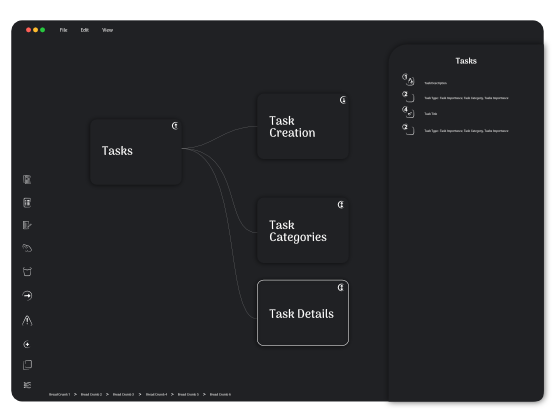 File Edit View
Tasks
Task
Creation
Task
Categories
Task Details
Tasks
Task Description
Task Type, Task Importance, Task Category, Tasks Importance
Task Title
Task Type, Task Importance, Task Category, Tasks Importance
Bread Crumb 1 > Bread Crumb 2 > Bread Crumb 3 > Bread Crumb 4 > Bread Crumb 5 > Bread Crumb 6